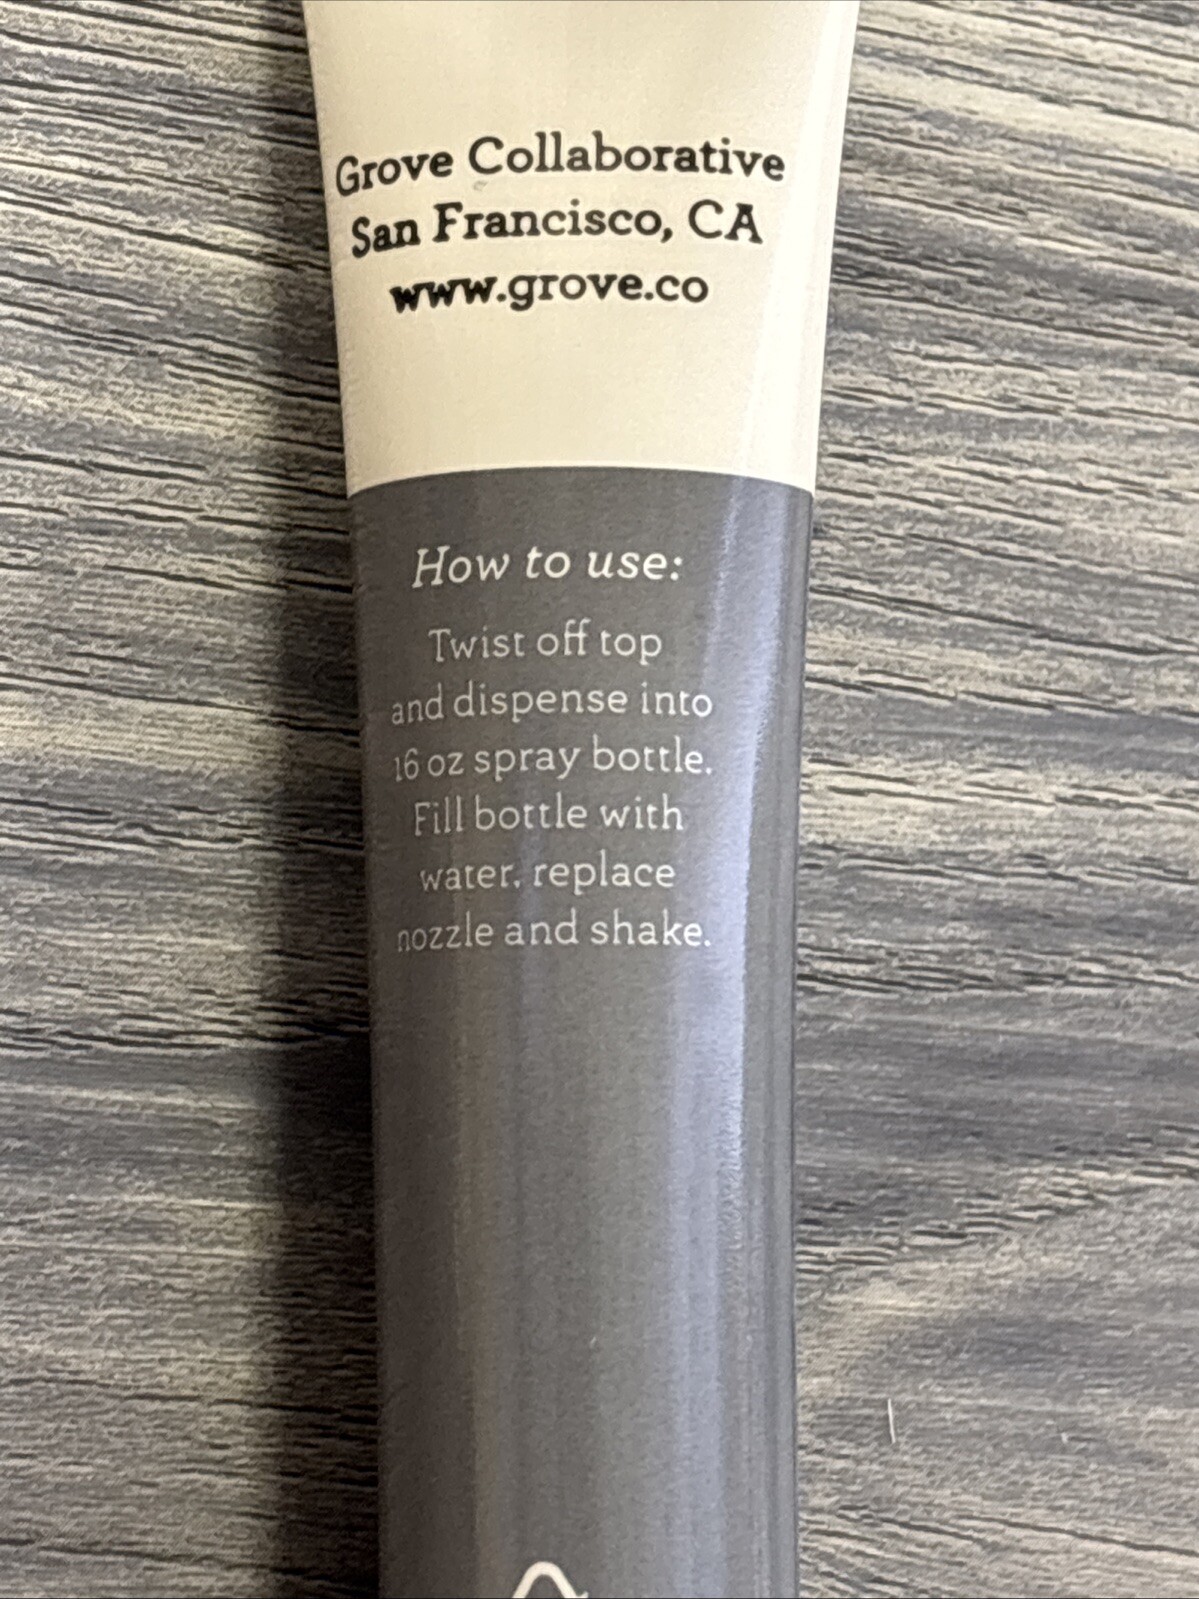 Grove Collaborative
San Francisco, CA
www.grove.co
How to use:
Twist off top
and dispense into
16 oz spray bottle.
Fill bottle with
water, replace
nozzle and shake.